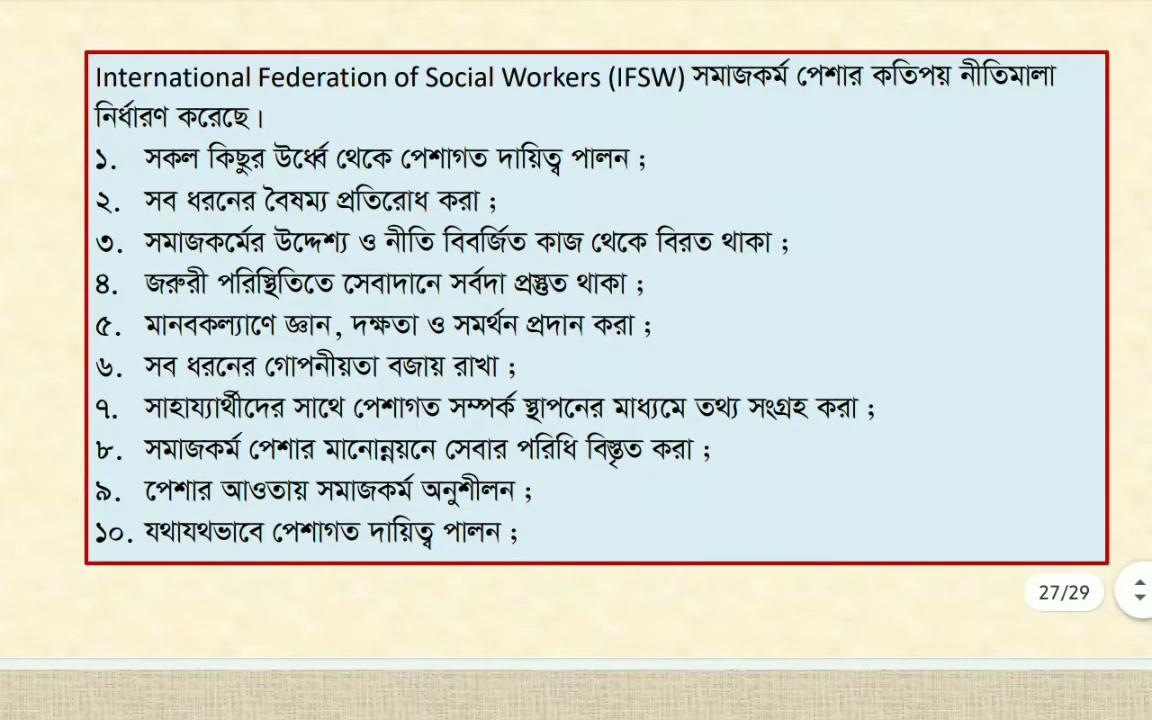 International Federation of Social Workers (IFSW) সমাজকর্ম পেশার কতিপয় নীতিমালা
নির্ধারণ করেছে।
১. সকল কিছুর উর্ধ্বে থেকে পেশাগত দায়িত্ব পালন ;
২. সব ধরনের বৈষম্য প্রতিরোধ করা ;
৩. সমাজকর্মের উদ্দেশ্য ও নীতি বিবর্জিত কাজ থেকে বিরত থাকা ;
৪. জরুরী পরিস্থিতিতে সেবাদানে সর্বদা প্রস্তুত থাকা ;
৫. মানবকল্যাণে জ্ঞান, দক্ষতা ও সমর্থন প্রদান করা ;
৬. সব ধরনের গোপনীয়তা বজায় রাখা ;
৭. সাহায্যার্থীদের সাথে পেশাগত সম্পর্ক স্থাপনের মাধ্যমে তথ্য সংগ্রহ করা ;
৮. সমাজকর্ম পেশার মানোন্নয়নে সেবার পরিধি বিস্তৃত করা ;
৯. পেশার আওতায় সমাজকর্ম অনুশীলন ;
১০. যথাযথভাবে পেশাগত দায়িত্ব পালন ;
27/29